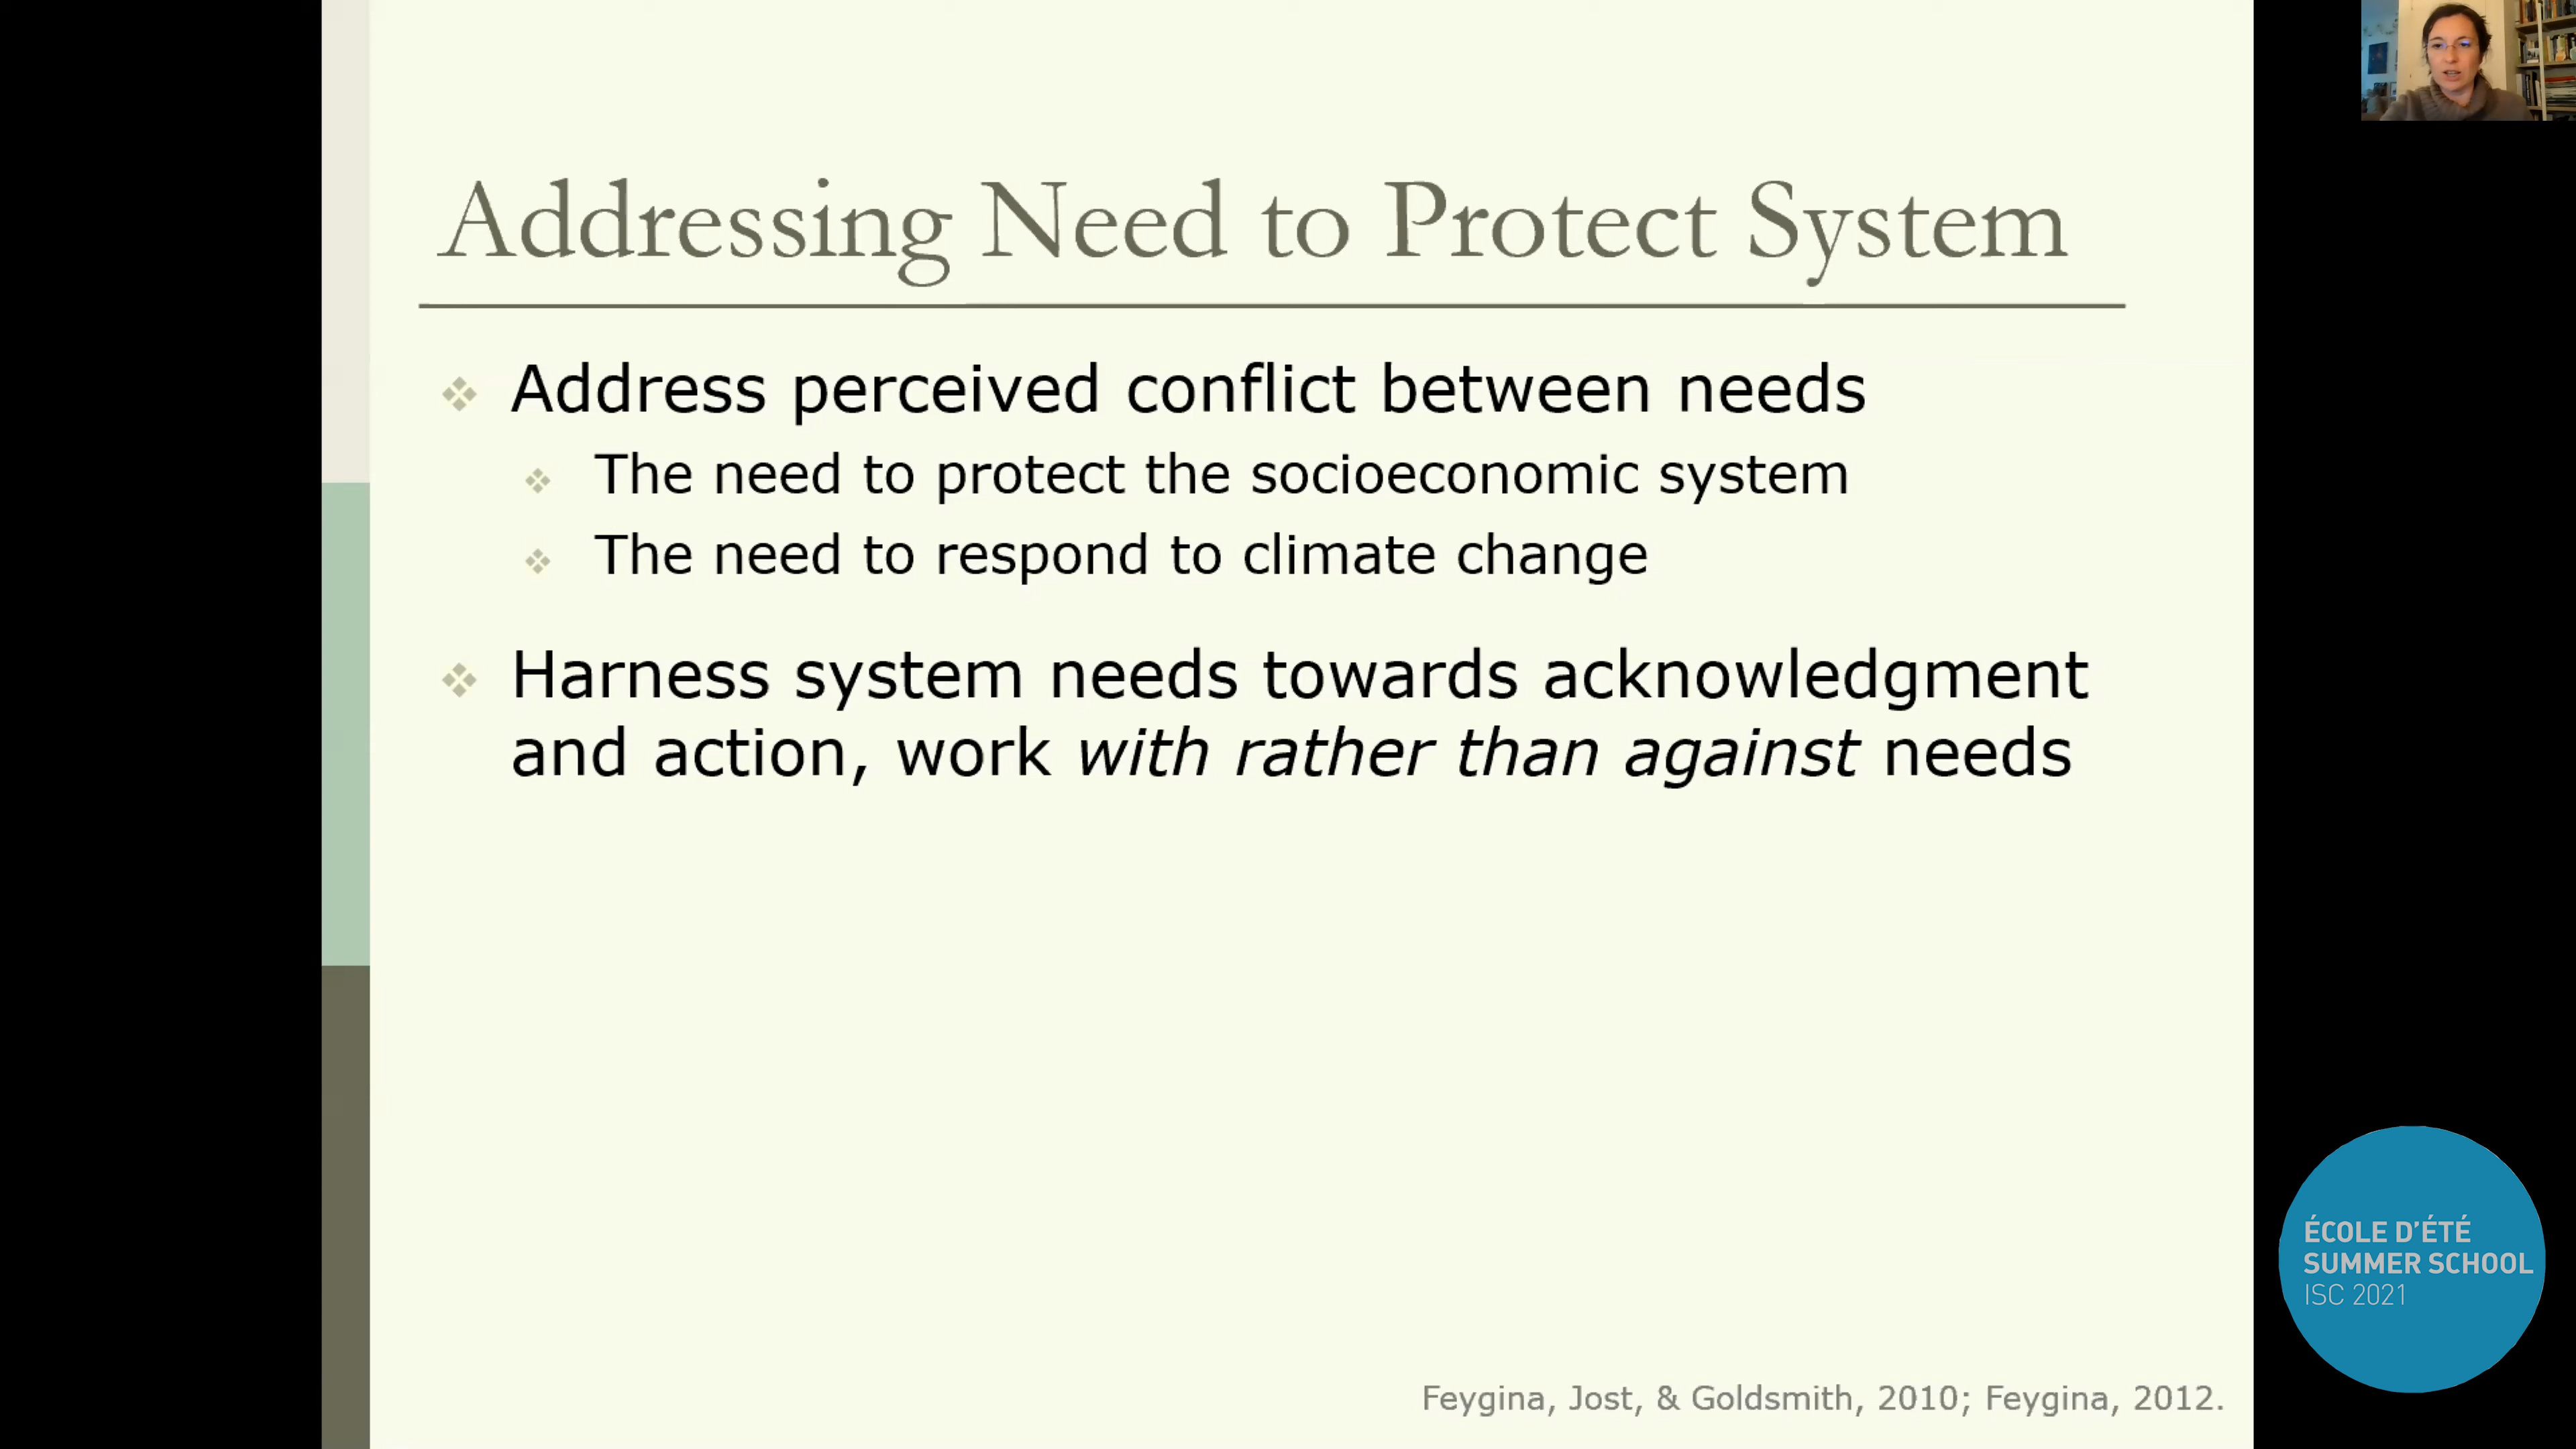 Addressing Need to Protect System
Address perceived conflict between needs
The need to protect the socioeconomic system
The need to respond to climate change
Harness system needs towards acknowledgment
and action, work with rather than against needs
Feygina, Jost, & Goldsmith, 2010; Feygina, 2012.
ÉCOLE D'ÉTÉ
SUMMER SCHOOL
ISC 2021